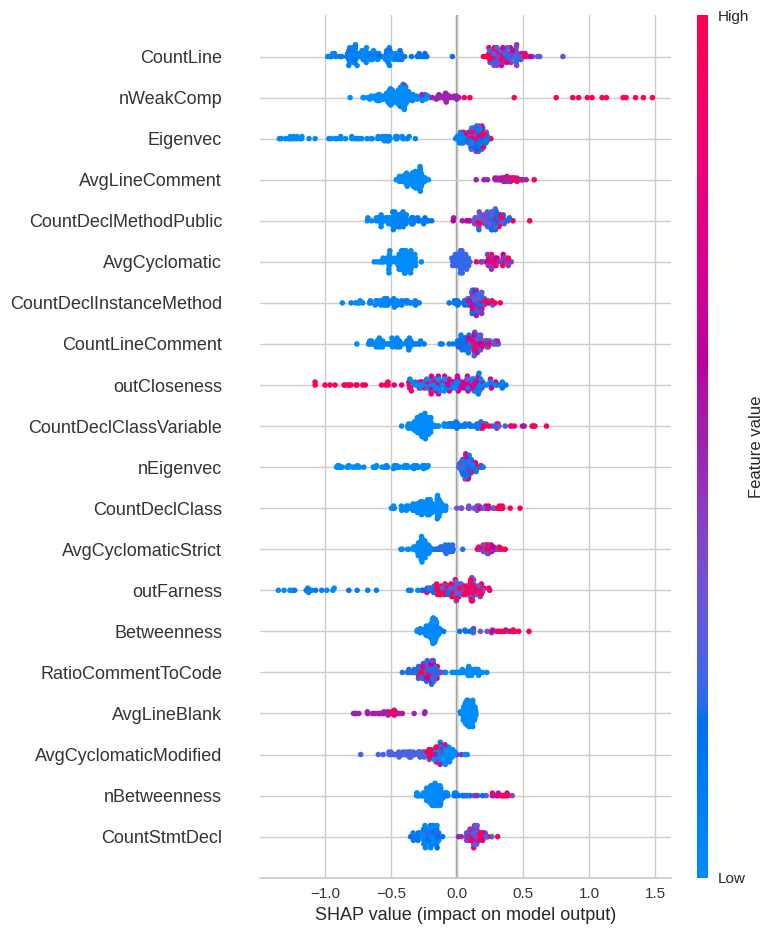 High
CountLine
nWeakComp
Eigenvec
AvgLineComment
CountDeclMethodPublic
AvgCyclomatic
CountDeclInstanceMethod
CountLineComment
outCloseness
CountDeclClassVariable
nEigenvec
CountDeclClass
AvgCyclomaticStrict
outFarness
Betweenness
RatioCommentToCode
AvgLineBlank
AvgCyclomaticModified
nBetweenness
CountStmtDecl
Feature value
Low
−1.0 −0.5 0.0 0.5 1.0 1.5
SHAP value (impact on model output)